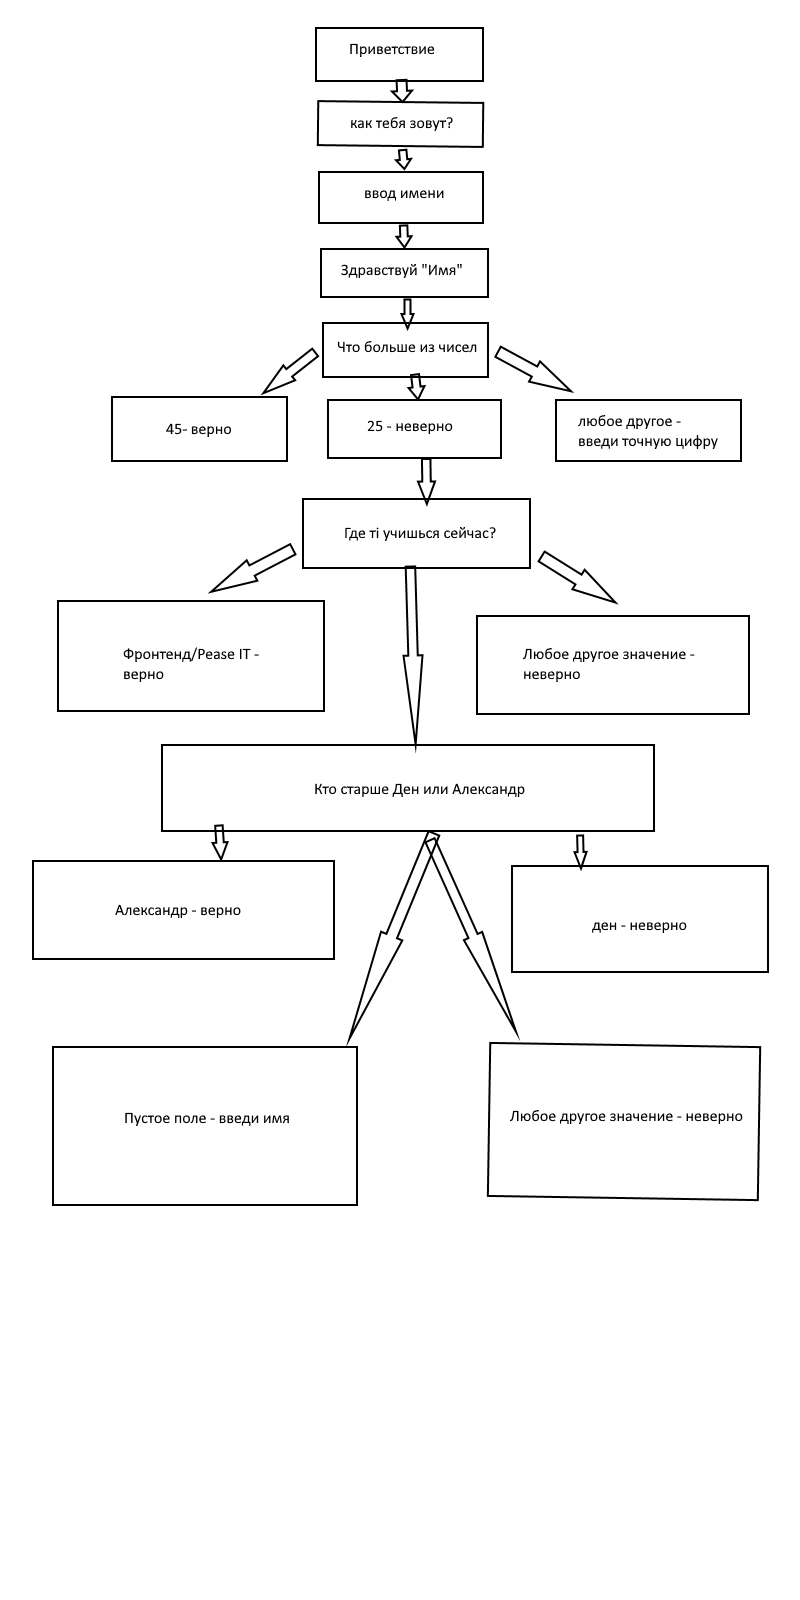 Приветствие
как тебя зовут?
ввод имени
Здравствуй "Имя"
Что больше из чисел
45- верно
25 - неверно
любое другое -
введи точную цифру
Где ті учишься сейчас?
Фронтенд/Pease IT -
верно
Любое другое значение -
неверно
Кто старше Ден или Александр
Александр - верно
ден - неверно
Пустое поле - введи имя
Любое другое значение - неверно